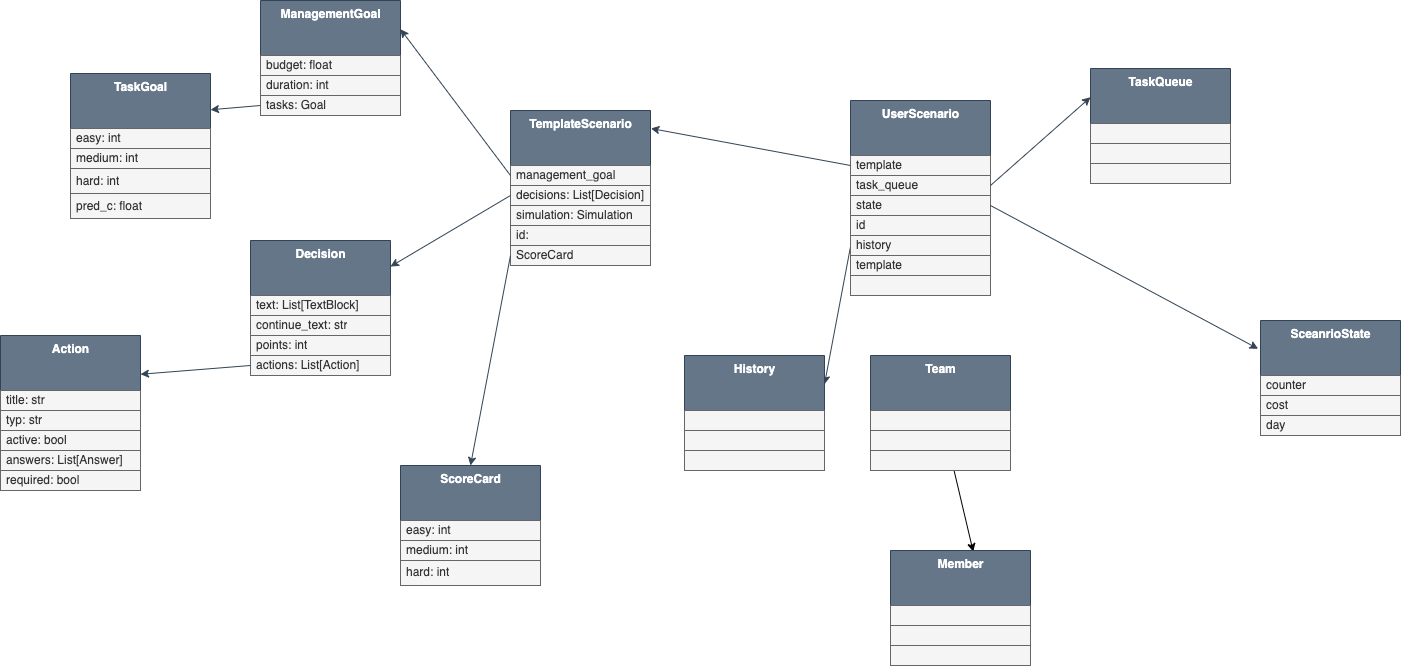 ManagementGoal
budget: float
duration: int
tasks: Goal
TaskGoal
easy: int
medium: int
hard: int
pred_c: float
TemplateScenario
management_goal
decisions: List[Decision]
simulation: Simulation
id:
ScoreCard
UserScenario
template
task_queue
state
id
history
template
TaskQueue
Decision
text: List[TextBlock]
continue_text: str
points: int
actions: List[Action]
Action
title: str
typ: str
active: bool
answers: List[Answer]
required: bool
ScoreCard
easy: int
medium: int
hard: int
History
Team
SceanrioState
counter
cost
day
Member